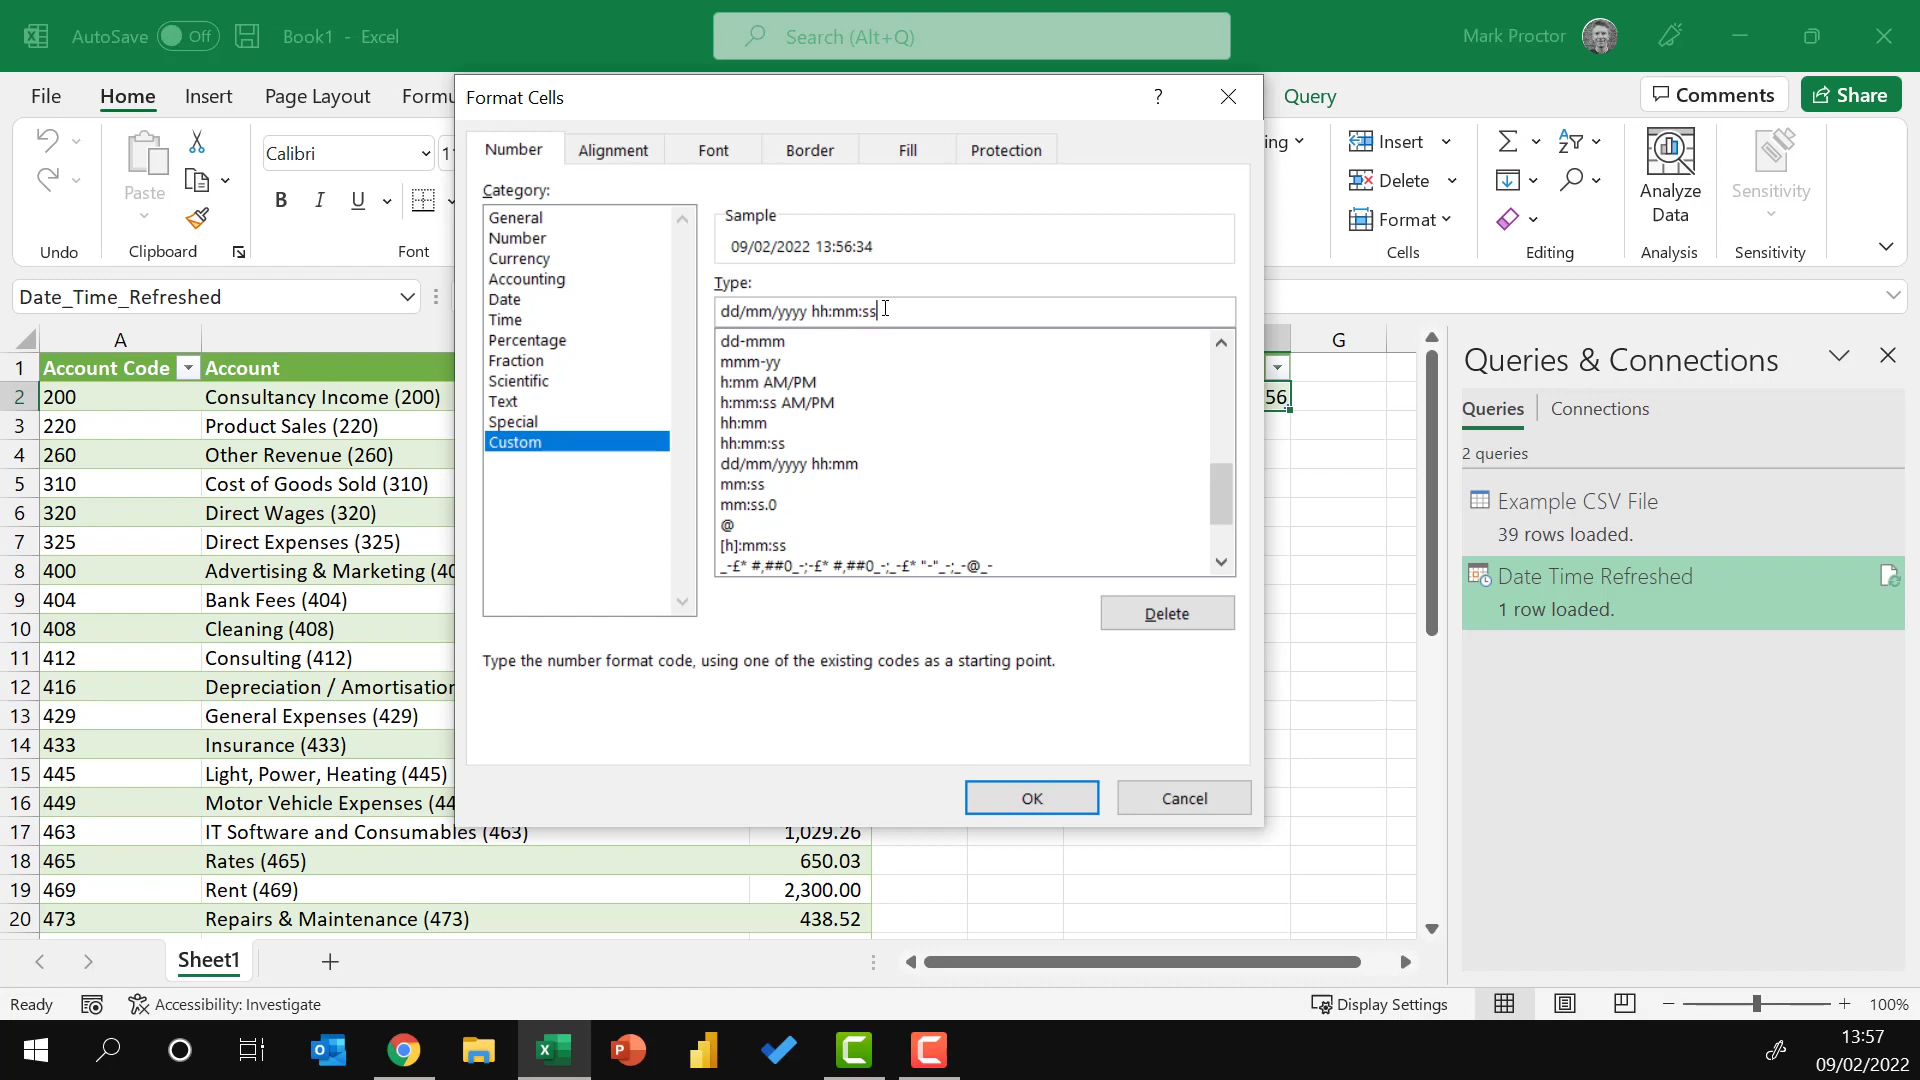 AutoSave Off Book1 - Excel
Search (Alt+Q)
Mark Proctor
File Home Insert Page Layout Formu Query
Comments Share
Undo
Paste
Clipboard
Calibri 11
B I U
Font
ing
Insert
Delete
Format
Cells
Editing
Analyze
Data
Analysis
Sensitivity
Sensitivity
Date_Time_Refreshed
Format Cells ?
Number Alignment Font Border Fill Protection
Category:
General
Number
Currency
Accounting
Date
Time
Percentage
Fraction
Scientific
Text
Special
Custom
Sample
09/02/2022 13:56:34
Type:
dd/mm/yyyy hh:mm:ss
dd-mmm
mmm-yy
h:mm AM/PM
h:mm:ss AM/PM
hh:mm
hh:mm:ss
dd/mm/yyyy hh:mm
mm:ss
mm:ss.0
@
[h]:mm:ss
_-£* #,##0_-;-£* #,##0_-;_-£* "-"_-;_-@_-
Delete
Type the number format code, using one of the existing codes as a starting point.
OK Cancel
A G
1 Account Code Account
2 200 Consultancy Income (200) 56
3 220 Product Sales (220)
4 260 Other Revenue (260)
5 310 Cost of Goods Sold (310)
6 320 Direct Wages (320)
7 325 Direct Expenses (325)
8 400 Advertising & Marketing (40
9 404 Bank Fees (404)
10 408 Cleaning (408)
11 412 Consulting (412)
12 416 Depreciation / Amortisation
13 429 General Expenses (429)
14 433 Insurance (433)
15 445 Light, Power, Heating (445)
16 449 Motor Vehicle Expenses (44
17 463 IT Software and Consumables (463) 1,029.26
18 465 Rates (465) 650.03
19 469 Rent (469) 2,300.00
20 473 Repairs & Maintenance (473) 438.52
Queries & Connections
Queries Connections
2 queries
Example CSV File
39 rows loaded.
Date Time Refreshed
1 row loaded.
Sheet1
Ready Accessibility: Investigate Display Settings 100%
13:57
09/02/2022